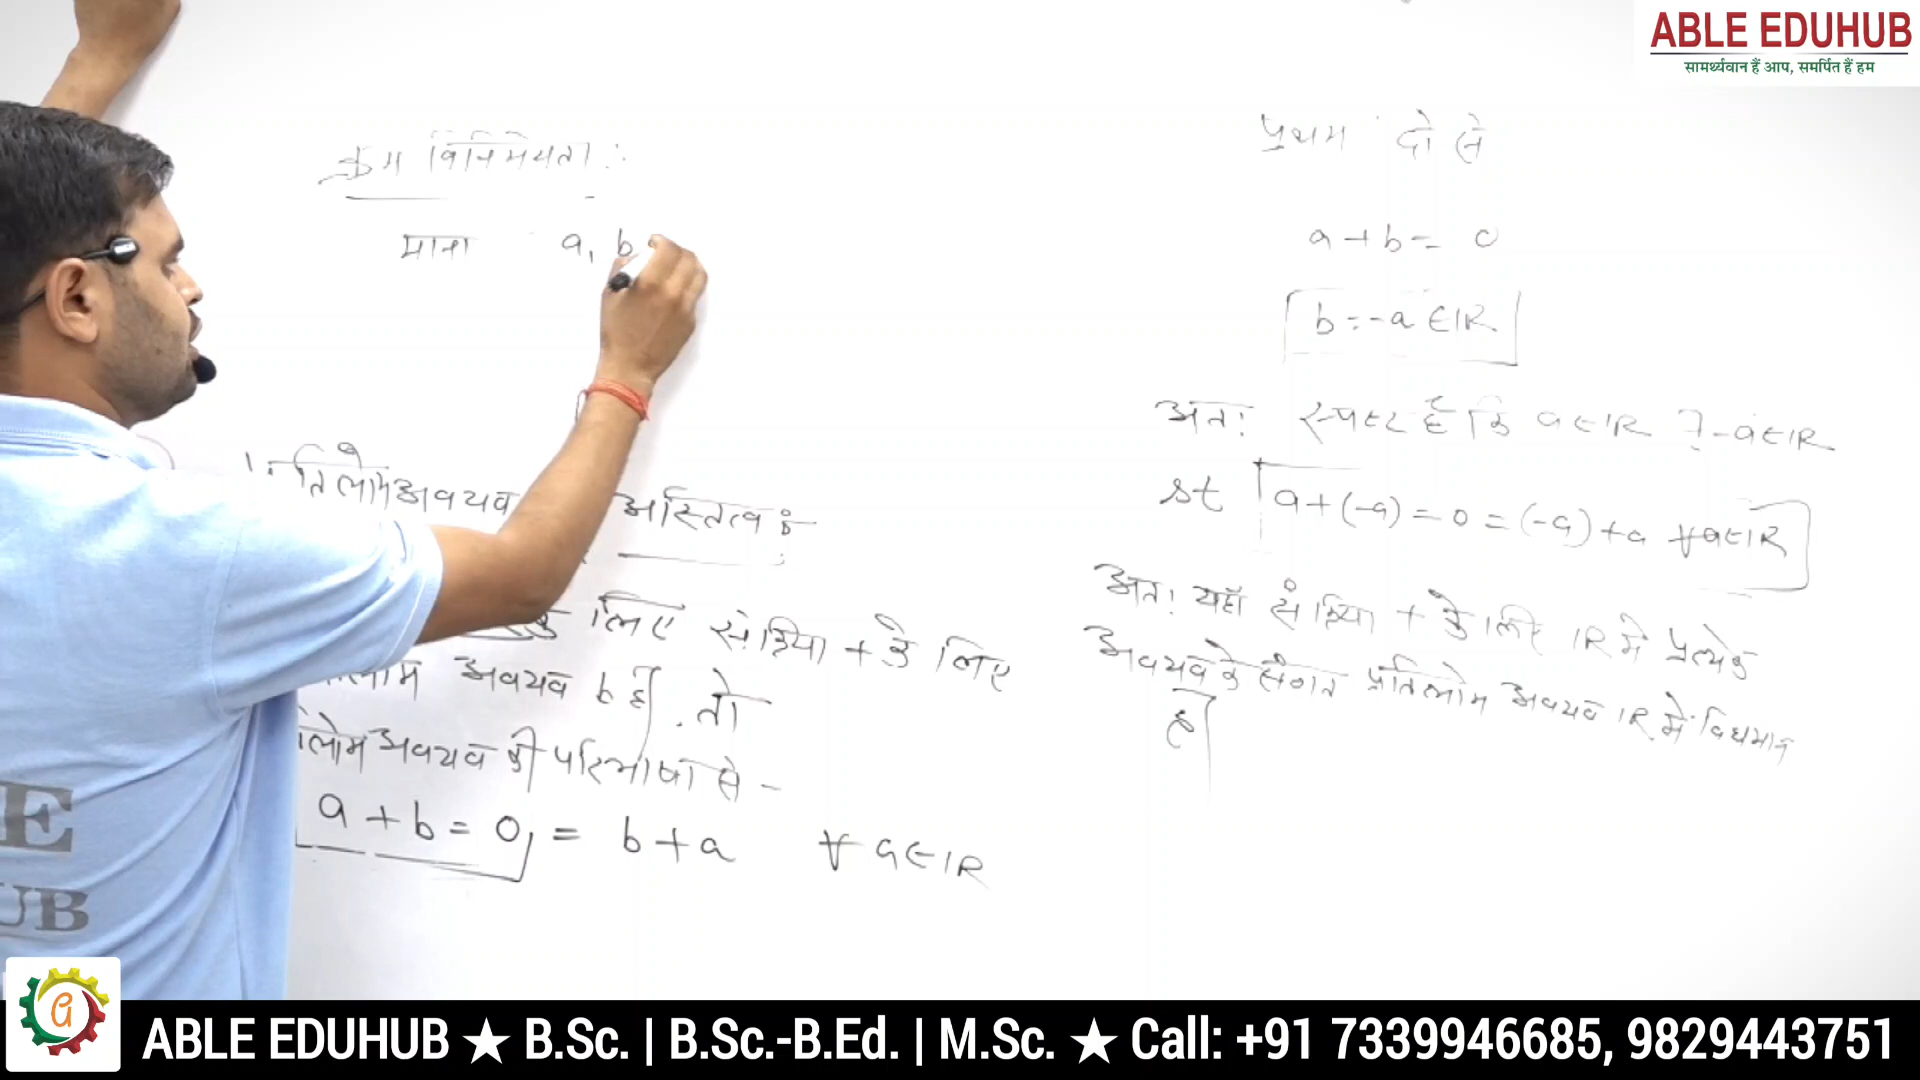 ABLE EDUHUB
सामर्थ्यवान हैं आप, समर्पित हैं हम
क्रम विनिमेयता :
माना a, b
अवयव अस्तित्व :
लिए संक्रिया + के लिए
अवयव b है। तो
अवयव की परिभाषा से -
a + b = 0, = b + a ∀ a ∈ IR
प्रथम दो से
a + b = 0
b = -a ∈ IR
अतः स्पष्ट है कि a ∈ IR ∃ -a ∈ IR
st a + (-a) = 0 = (-a) + a ∀ a ∈ IR
अतः यहाँ संक्रिया + के लिए IR में प्रत्येक
अवयव के संगत प्रतिलोम अवयव IR में विद्यमान
है।
E
UB
ABLE EDUHUB ★ B.Sc. | B.Sc.-B.Ed. | M.Sc. ★ Call: +91 7339946685, 9829443751